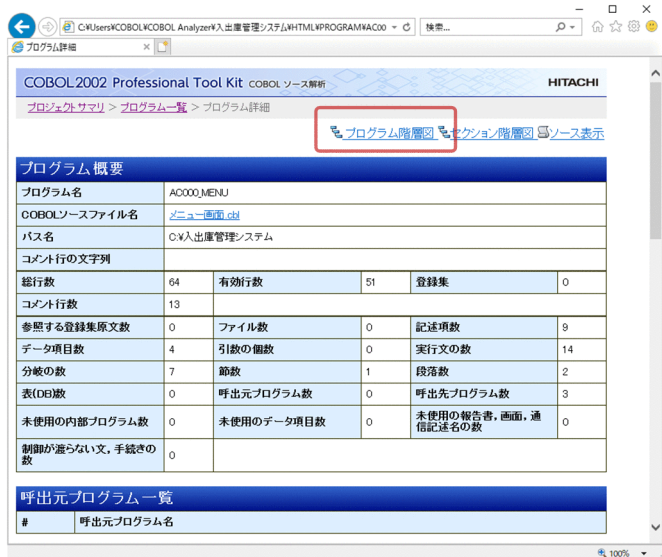 C:¥Users¥COBOL¥COBOL Analyzer¥入出庫管理システム¥HTML¥PROGRAM¥AC00
検索...
プログラム詳細
COBOL2002 Professional Tool Kit COBOL ソース解析
HITACHI
プロジェクトサマリ > プログラム一覧 > プログラム詳細
プログラム階層図 セクション階層図 ソース表示
プログラム概要
プログラム名 AC000_MENU
COBOLソースファイル名 メニュー画面.cbl
パス名 C:¥入出庫管理システム
コメント行の文字列
総行数 64 有効行数 51 登録集 0
コメント行数 13
参照する登録集原文数 0 ファイル数 0 記述項数 9
データ項目数 4 引数の個数 0 実行文の数 14
分岐の数 7 節数 1 段落数 2
表(DB)数 0 呼出元プログラム数 0 呼出先プログラム数 3
未使用の内部プログラム数 0 未使用のデータ項目数 0 未使用の報告書,画面,通
信記述名の数 0
制御が渡らない文,手続きの
数 0
呼出元プログラム一覧
# 呼出元プログラム名
100%